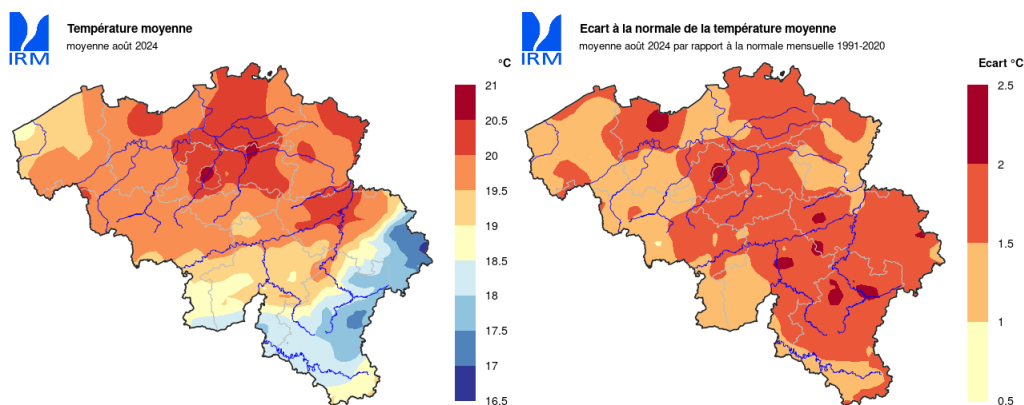 IRM
Température moyenne
moyenne août 2024
°C
21
20.5
20
19.5
19
18.5
18
17.5
17
16.5
IRM
Ecart à la normale de la température moyenne
moyenne août 2024 par rapport à la normale mensuelle 1991-2020
Ecart °C
2.5
2
1.5
1
0.5